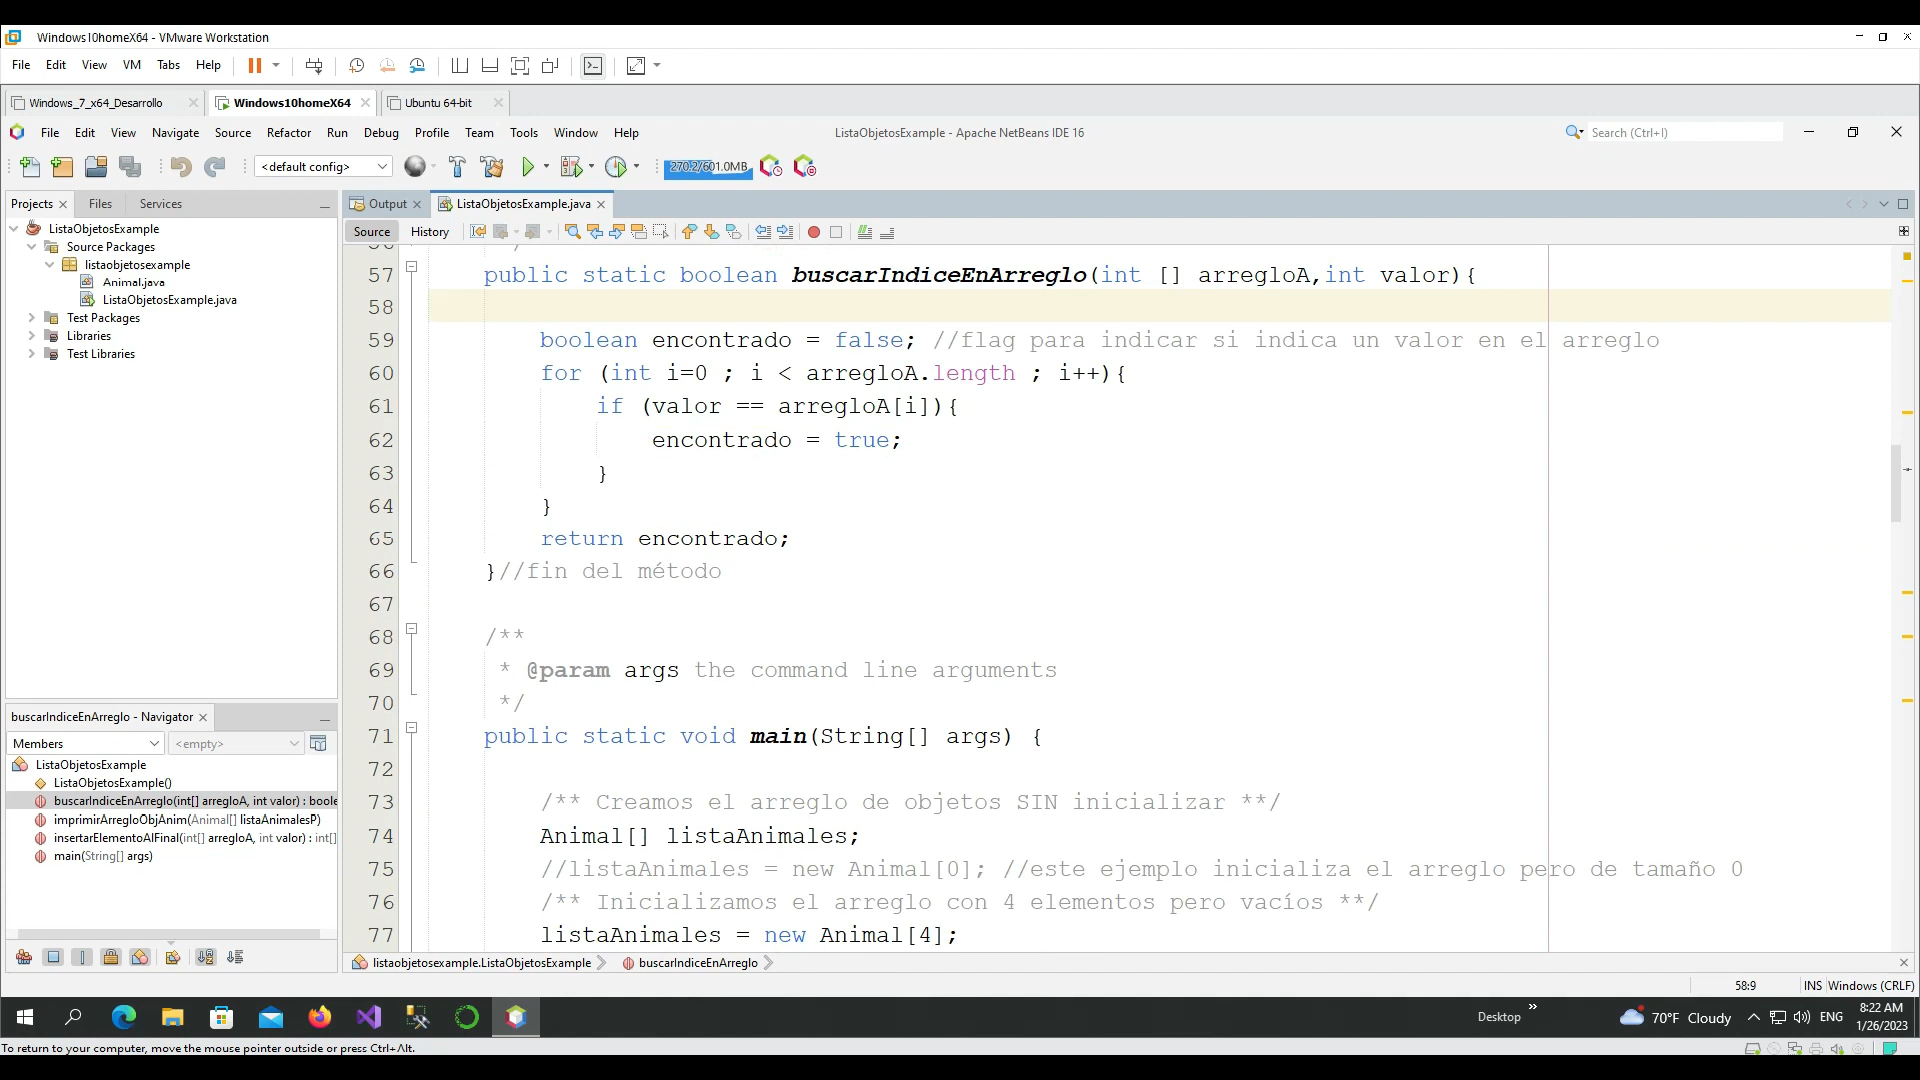 Windows10homeX64 - VMware Workstation
File Edit View VM Tabs Help
Windows_7_x64_Desarrollo Windows10homeX64 Ubuntu 64-bit
File Edit View Navigate Source Refactor Run Debug Profile Team Tools Window Help ListaObjetosExample - Apache NetBeans IDE 16 Search (Ctrl+I)
<default config> 270.2/601.0MB
Projects Files Services Output ListaObjetosExample.java
Source History
ListaObjetosExample
Source Packages
listaobjetosexample
Animal.java
ListaObjetosExample.java
Test Packages
Libraries
Test Libraries
57 public static boolean buscarIndiceEnArreglo(int [] arregloA,int valor){
58
59 boolean encontrado = false; //flag para indicar si indica un valor en el arreglo
60 for (int i=0 ; i < arregloA.length ; i++){
61 if (valor == arregloA[i]){
62 encontrado = true;
63 }
64 }
65 return encontrado;
66 }//fin del método
67
68 /**
69 * @param args the command line arguments
70 */
71 public static void main(String[] args) {
72
73 /** Creamos el arreglo de objetos SIN inicializar **/
74 Animal[] listaAnimales;
75 //listaAnimales = new Animal[0]; //este ejemplo inicializa el arreglo pero de tamaño 0
76 /** Inicializamos el arreglo con 4 elementos pero vacíos **/
77 listaAnimales = new Animal[4];
buscarIndiceEnArreglo - Navigator
Members <empty>
ListaObjetosExample
ListaObjetosExample()
buscarIndiceEnArreglo(int[] arregloA, int valor) : boole
imprimirArregloObjAnim(Animal[] listaAnimalesP)
insertarElementoAlFinal(int[] arregloA, int valor) : int[]
main(String[] args)
listaobjetosexample.ListaObjetosExample buscarIndiceEnArreglo
58:9 INS Windows (CRLF)
Desktop 70°F Cloudy ENG 8:22 AM
1/26/2023
To return to your computer, move the mouse pointer outside or press Ctrl+Alt.